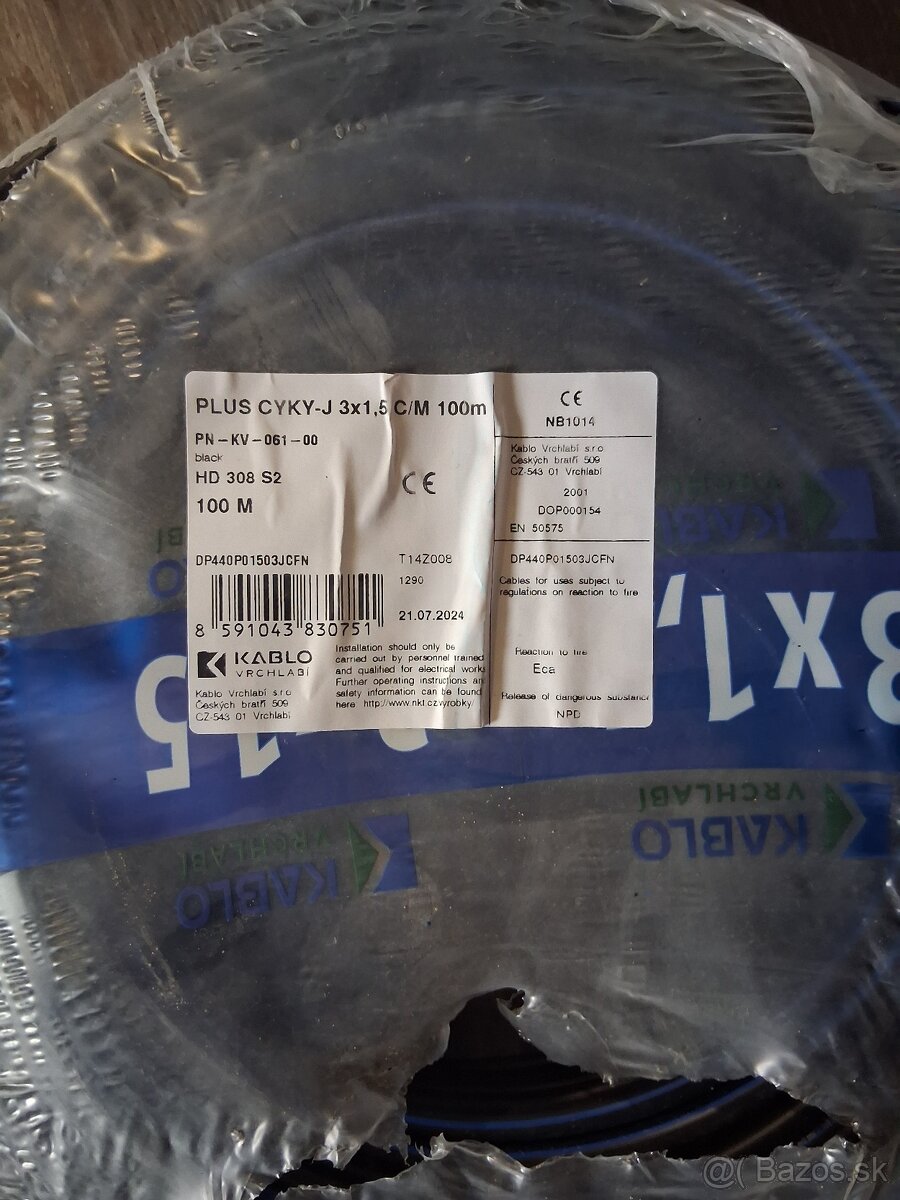 PLUS CYKY-J 3x1,5 C/M 100m
PN-KV-061-00
black
HD 308 S2
100 M
CE
DP440P01503JCFN
T14Z008
1290
21.07.2024
8 591043 830751
KABLO
VRCHLABÍ
Kablo Vrchlabí s.r.o
Českých bratří 509
CZ-543 01 Vrchlabí
Installation should only be
carried out by personnel trained
and qualified for electrical works
Further operating instructions an
safety information can be found
here http://www.nkt.cz/vyrobky/
CE
NB1014
Kablo Vrchlabí s.r.o
Českých bratří 509
CZ-543 01 Vrchlabí
2001
DOP000154
EN 50575
DP440P01503JCFN
Cables for uses subject to
regulations on reaction to fire
Reaction to fire
Eca
Release of dangerous substanc
NPD
3x1,
15
KABLO
VRCHLABÍ
KABLO
VRCHLABÍ
KABLO
@( Bazos.sk